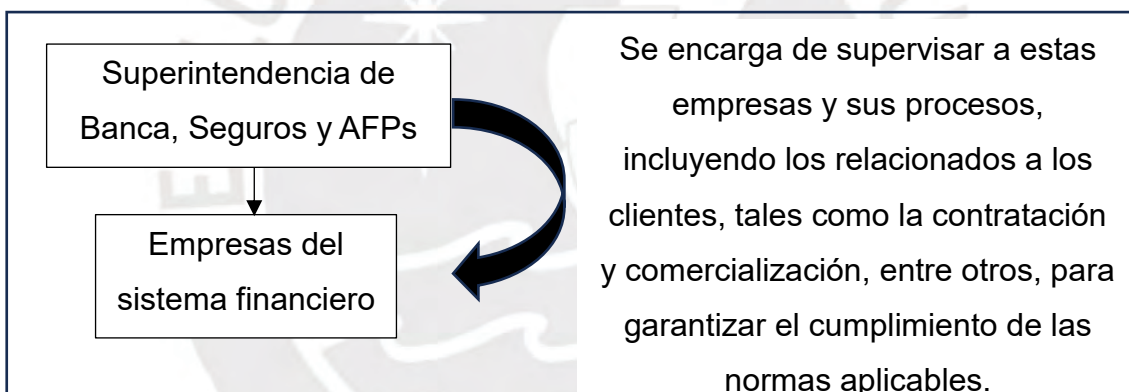 Superintendencia de
Banca, Seguros y AFPs
Empresas del
sistema financiero
Se encarga de supervisar a estas
empresas y sus procesos,
incluyendo los relacionados a los
clientes, tales como la contratación
y comercialización, entre otros, para
garantizar el cumplimiento de las
normas aplicables.